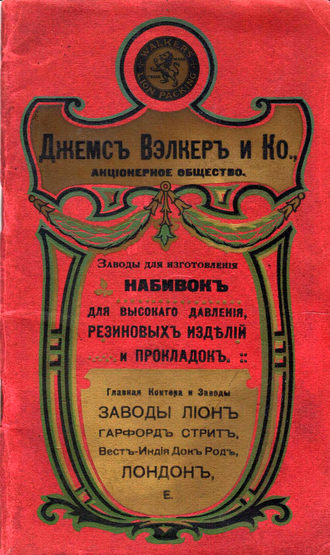 WALKER'S
LION PACKING
Джемсъ Вэлкеръ и Ко.,
АКЦІОНЕРНОЕ ОБЩЕСТВО.
Заводы для изготовленія
НАБИВОКЪ
ДЛЯ ВЫСОКАГО ДАВЛЕНІЯ,
РЕЗИНОВЫХЪ ИЗДѢЛІЙ
И ПРОКЛАДОКЪ.
Главная Контора и Заводы
ЗАВОДЫ ЛІОНЪ
ГАРФОРДЪ СТРИТЪ,
Вестъ-Индія Докъ Родъ,
ЛОНДОНЪ,
Е.